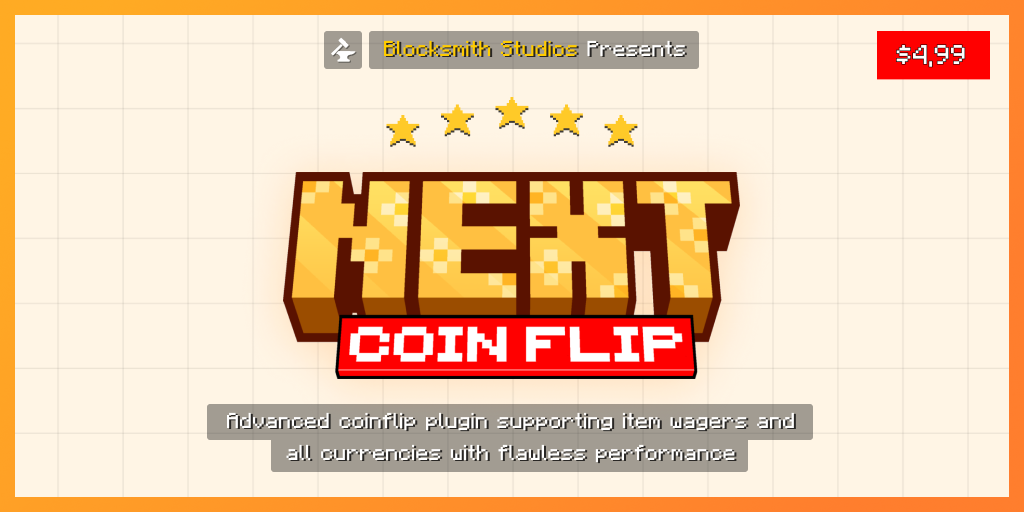 Blocksmith Studios Presents
$4,99
NEXT
COIN FLIP
Advanced coinflip plugin supporting item wagers and
all currencies with flawless performance